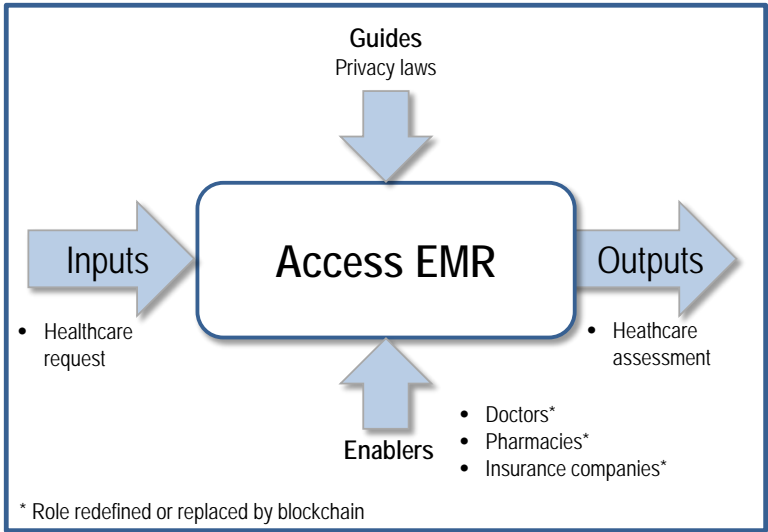 Guides
Privacy laws
Inputs
Access EMR
Outputs
• Healthcare
request
• Heathcare
assessment
Enablers
• Doctors*
• Pharmacies*
• Insurance companies*
* Role redefined or replaced by blockchain